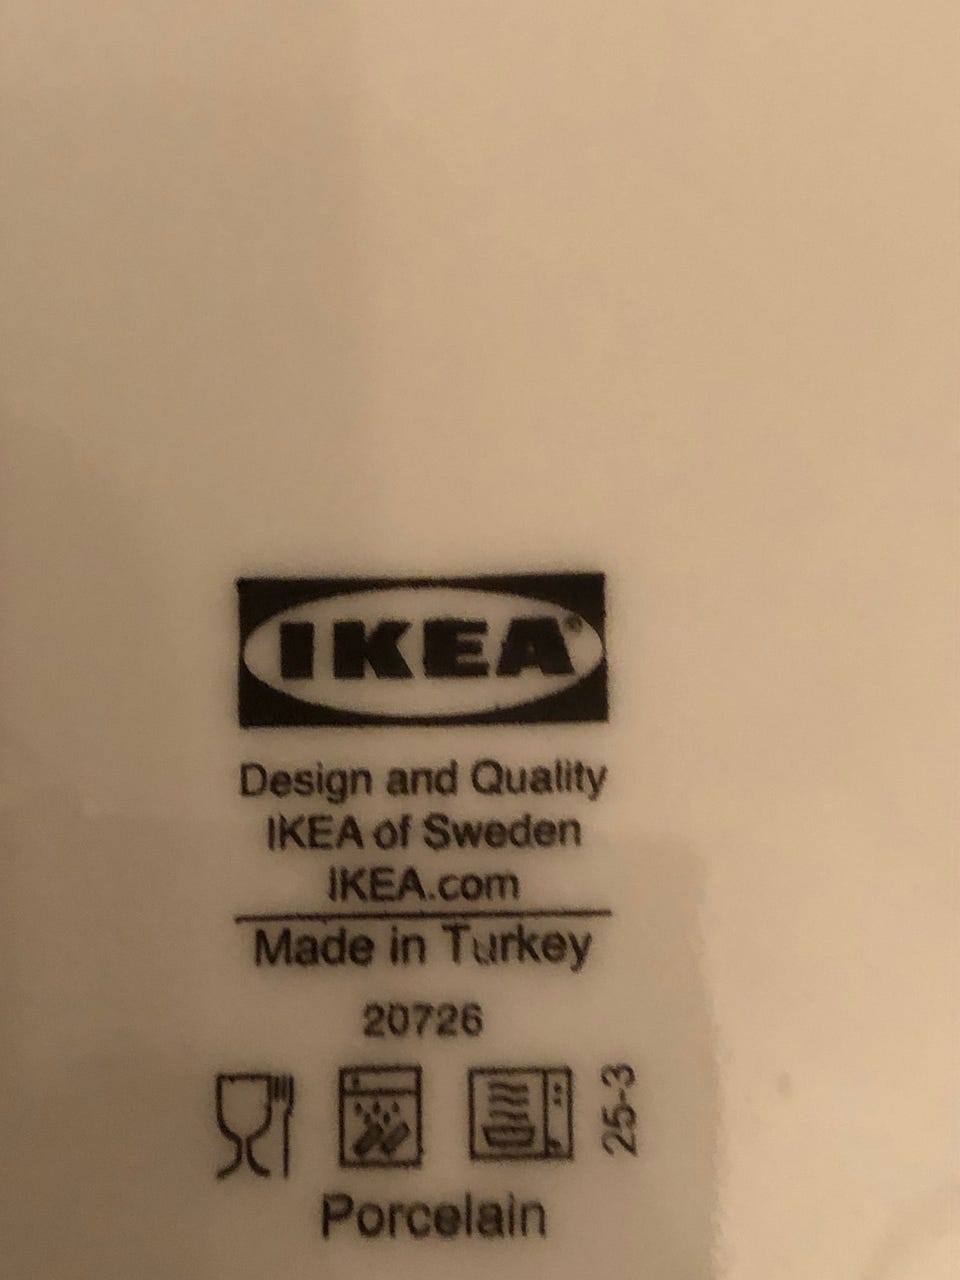 IKEA®
Design and Quality
IKEA of Sweden
IKEA.com
Made in Turkey
20726
25-3
Porcelain